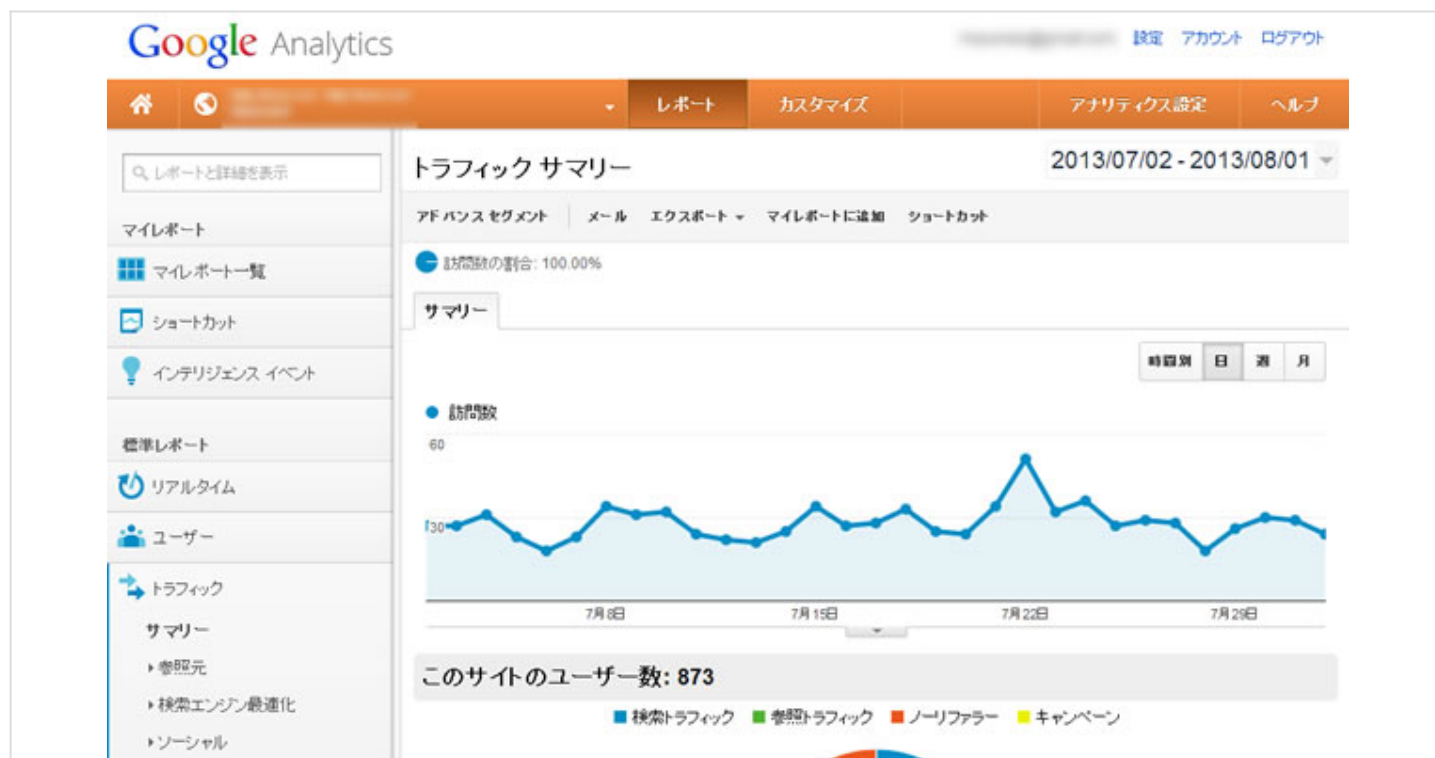 Google Analytics
設定 アカウント ログアウト
レポート カスタマイズ アナリティクス設定 ヘルプ
レポートと詳細を表示
マイレポート
マイレポート一覧
ショートカット
インテリジェンス イベント
標準レポート
リアルタイム
ユーザー
トラフィック
サマリー
参照元
検索エンジン最適化
ソーシャル
トラフィック サマリー
2013/07/02 - 2013/08/01
アドバンス セグメント メール エクスポート マイレポートに追加 ショートカット
訪問数の割合: 100.00%
サマリー
時間別 日 週 月
訪問数
60
30
7月8日 7月15日 7月22日 7月29日
このサイトのユーザー数: 873
検索トラフィック 参照トラフィック ノーリファラー キャンペーン